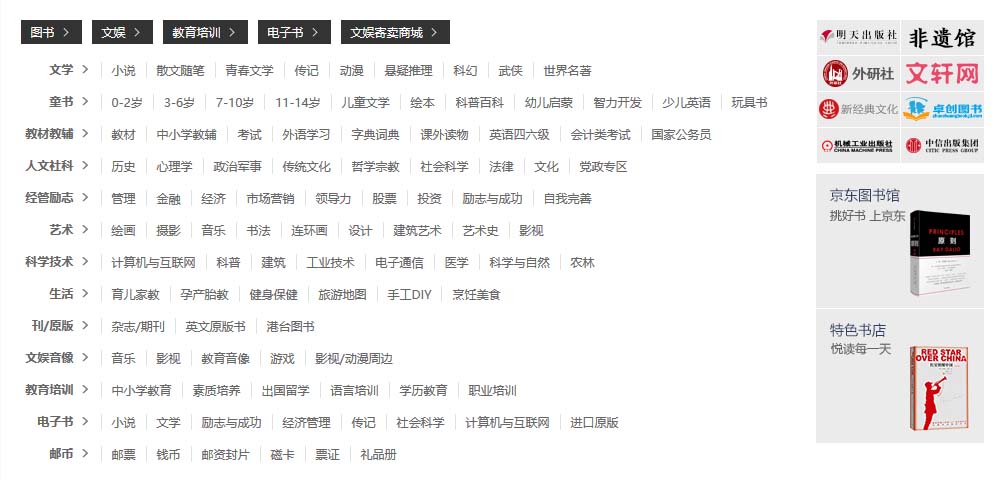 图书 文娱 教育培训 电子书 文娱寄卖商城
文学 小说 散文随笔 青春文学 传记 动漫 悬疑推理 科幻 武侠 世界名著
童书 0-2岁 3-6岁 7-10岁 11-14岁 儿童文学 绘本 科普百科 幼儿启蒙 智力开发 少儿英语 玩具书
教材教辅 教材 中小学教辅 考试 外语学习 字典词典 课外读物 英语四六级 会计类考试 国家公务员
人文社科 历史 心理学 政治军事 传统文化 哲学宗教 社会科学 法律 文化 党政专区
经管励志 管理 金融 经济 市场营销 领导力 股票 投资 励志与成功 自我完善
艺术 绘画 摄影 音乐 书法 连环画 设计 建筑艺术 艺术史 影视
科学技术 计算机与互联网 科普 建筑 工业技术 电子通信 医学 科学与自然 农林
生活 育儿家教 孕产胎教 健身保健 旅游地图 手工DIY 烹饪美食
刊/原版 杂志/期刊 英文原版书 港台图书
文娱音像 音乐 影视 教育音像 游戏 影视/动漫周边
教育培训 中小学教育 素质培养 出国留学 语言培训 学历教育 职业培训
电子书 小说 文学 励志与成功 经济管理 传记 社会科学 计算机与互联网 进口原版
邮币 邮票 钱币 邮资封片 磁卡 票证 礼品册
明天出版社 非遗馆
外研社 文轩网
新经典文化 卓创图书
机械工业出版社 中信出版集团
CHINA MACHINE PRESS CITIC PRESS GROUP
京东图书馆
挑好书 上京东
PRINCIPLES
原则
RAY DALIO
特色书店
悦读每一天
RED STAR
OVER CHINA